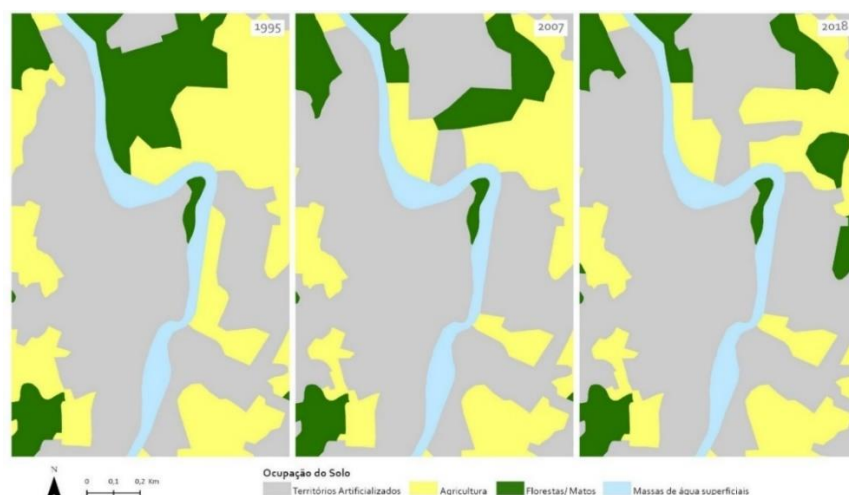 1995
2007
2018
N
0 0,1 0,2 Km
Ocupação do Solo
Territórios Artificializados Agricultura Florestas/ Matos Massas de água superficiais